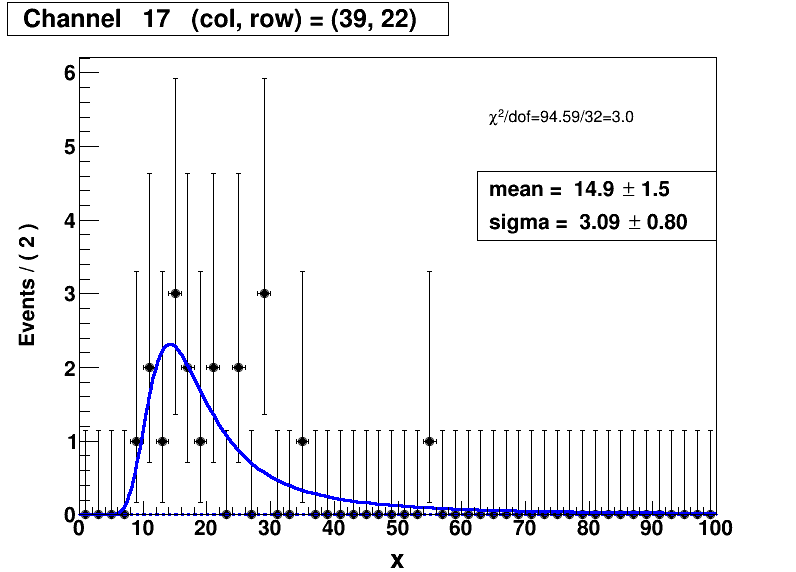 Channel 17 (col, row) = (39, 22)
χ²/dof=94.59/32=3.0
mean = 14.9 ± 1.5
sigma = 3.09 ± 0.80
Events / ( 2 )
6
5
4
3
2
1
0
0 10 20 30 40 50 60 70 80 90 100
x